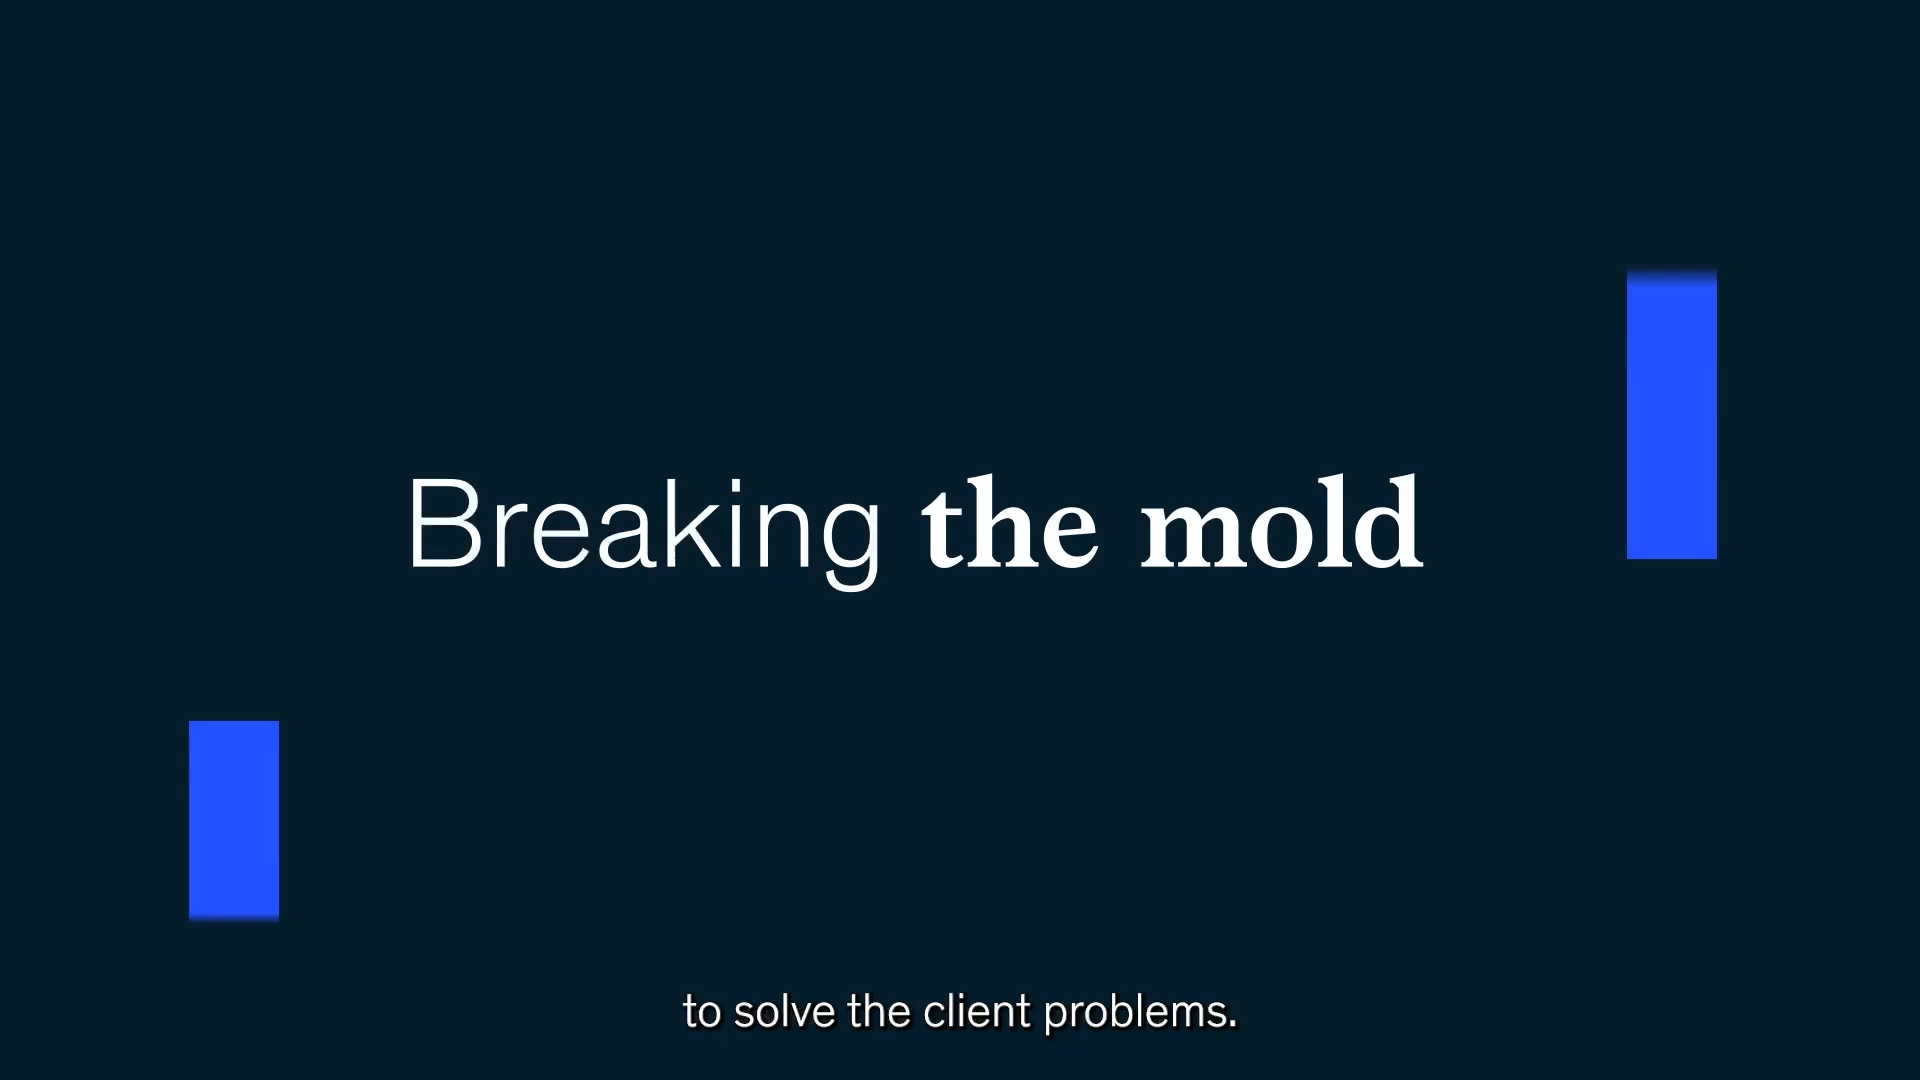 Breaking the mold
to solve the client problems.